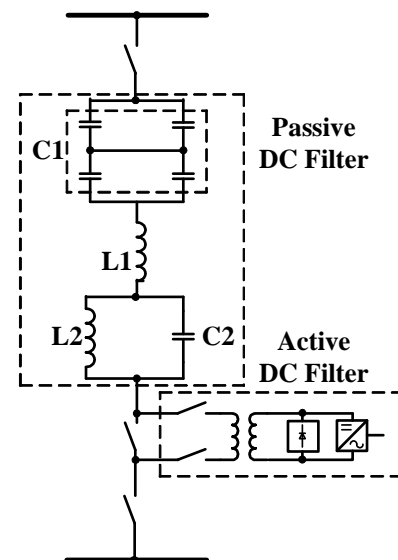 Passive
DC Filter
C1
L1
L2
C2
Active
DC Filter